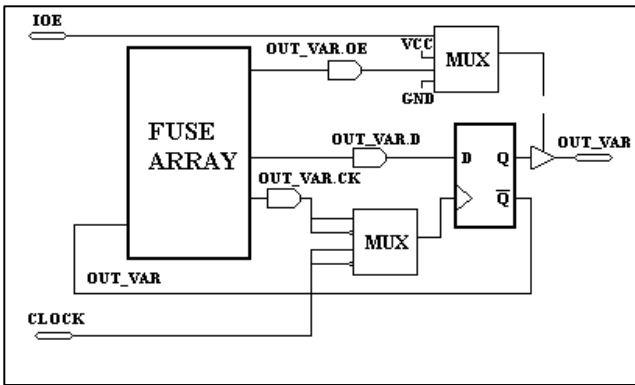 IOE
OUT_VAR.OE
VCC
MUX
GND
FUSE
ARRAY
OUT_VAR.D
D
Q
OUT_VAR
OUT_VAR.CK
Q̅
MUX
OUT_VAR
CLOCK